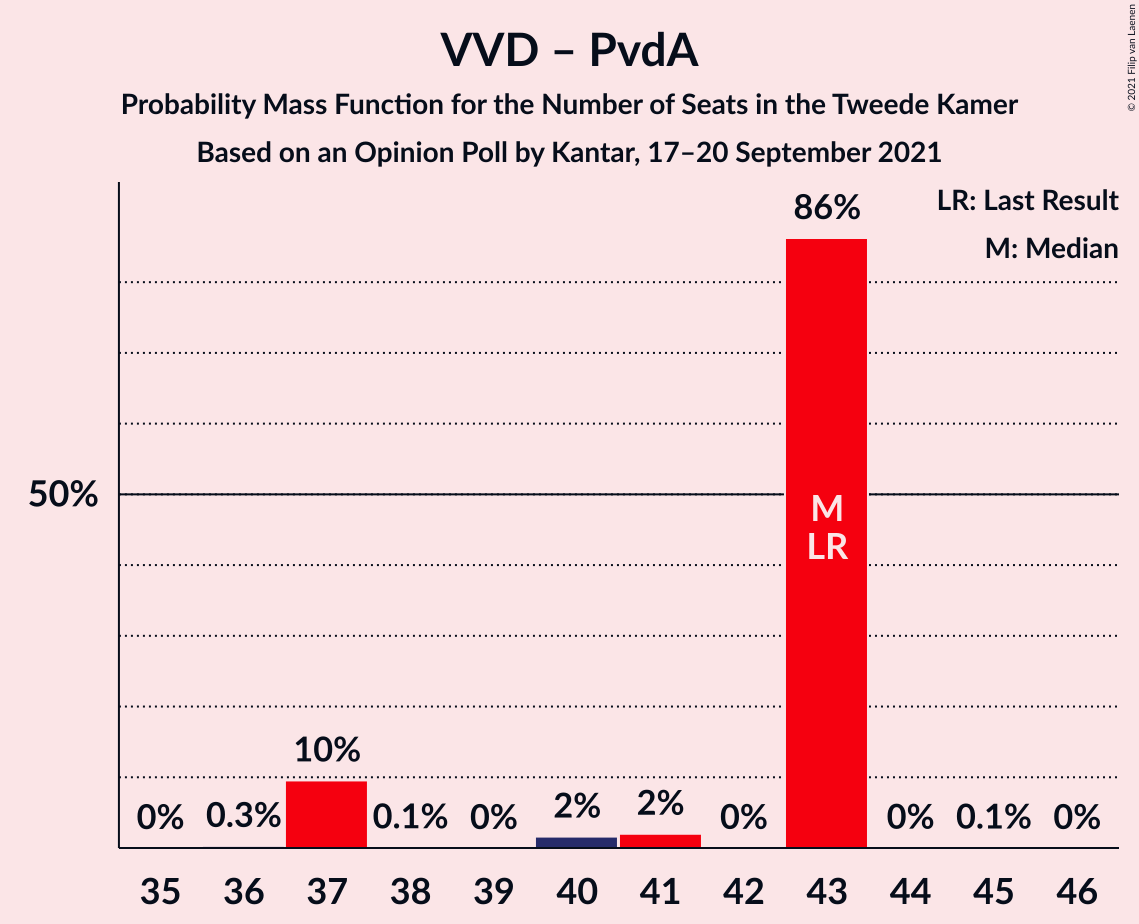 VVD – PvdA
Probability Mass Function for the Number of Seats in the Tweede Kamer
Based on an Opinion Poll by Kantar, 17–20 September 2021
© 2021 Filip van Laenen
LR: Last Result
M: Median
50%
0%
0.3%
10%
0.1%
0%
2%
2%
0%
86%
M
LR
0%
0.1%
0%
35 36 37 38 39 40 41 42 43 44 45 46